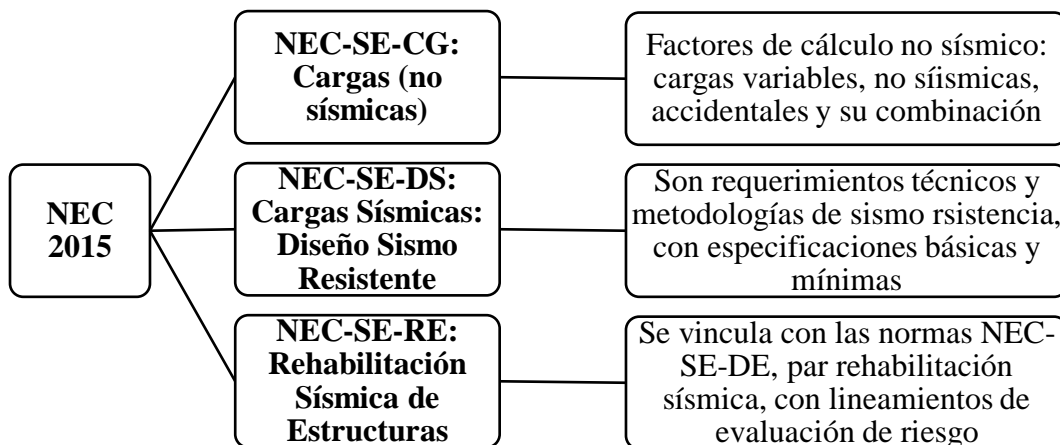 NEC
2015
NEC-SE-CG:
Cargas (no
sísmicas)
Factores de cálculo no sísmico:
cargas variables, no síismicas,
accidentales y su combinación
NEC-SE-DS:
Cargas Sísmicas:
Diseño Sismo
Resistente
Son requerimientos técnicos y
metodologías de sismo rsistencia,
con especificaciones básicas y
mínimas
NEC-SE-RE:
Rehabilitación
Sísmica de
Estructuras
Se vincula con las normas NEC-
SE-DE, par rehabilitación
sísmica, con lineamientos de
evaluación de riesgo